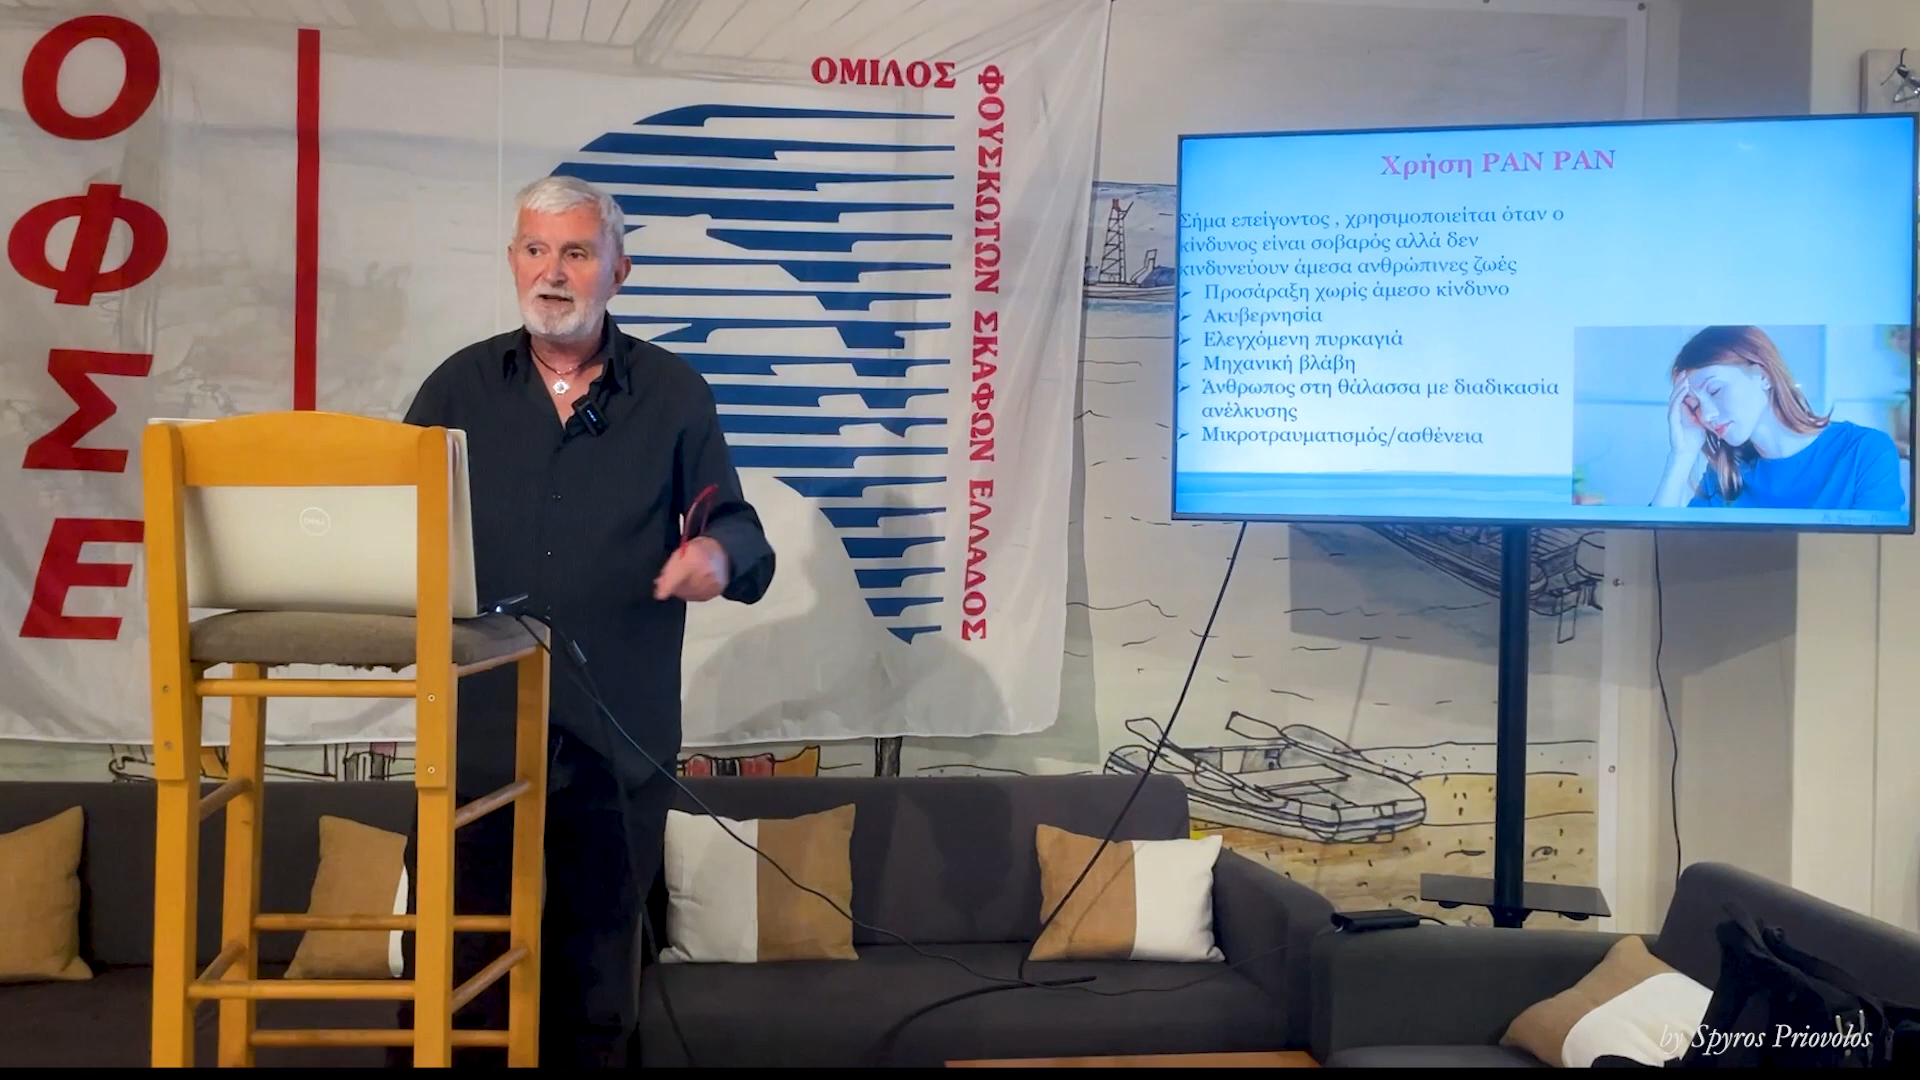 ΟΦΣΕ
ΟΜΙΛΟΣ
ΦΟΥΣΚΩΤΩΝ ΣΚΑΦΩΝ ΕΛΛΑΔΟΣ
Χρήση PAN PAN
Σήμα επείγοντος , χρησιμοποιείται όταν ο
κίνδυνος είναι σοβαρός αλλά δεν
κινδυνεύουν άμεσα ανθρώπινες ζωές
➢ Προσάραξη χωρίς άμεσο κίνδυνο
➢ Ακυβερνησία
➢ Ελεγχόμενη πυρκαγιά
➢ Μηχανική βλάβη
➢ Άνθρωπος στη θάλασσα με διαδικασία
ανέλκυσης
➢ Μικροτραυματισμός/ασθένεια
DELL
by Spyros Priovolos